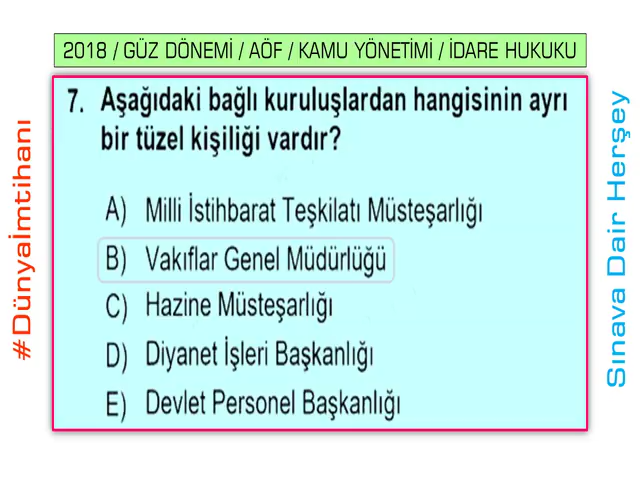 2018 / GÜZ DÖNEMİ / AÖF / KAMU YÖNETİMİ / İDARE HUKUKU
#Dünyaİmtihanı
7. Aşağıdaki bağlı kuruluşlardan hangisinin ayrı
bir tüzel kişiliği vardır?
A) Milli İstihbarat Teşkilatı Müsteşarlığı
B) Vakıflar Genel Müdürlüğü
C) Hazine Müsteşarlığı
D) Diyanet İşleri Başkanlığı
E) Devlet Personel Başkanlığı
Sınava Dair Herşey